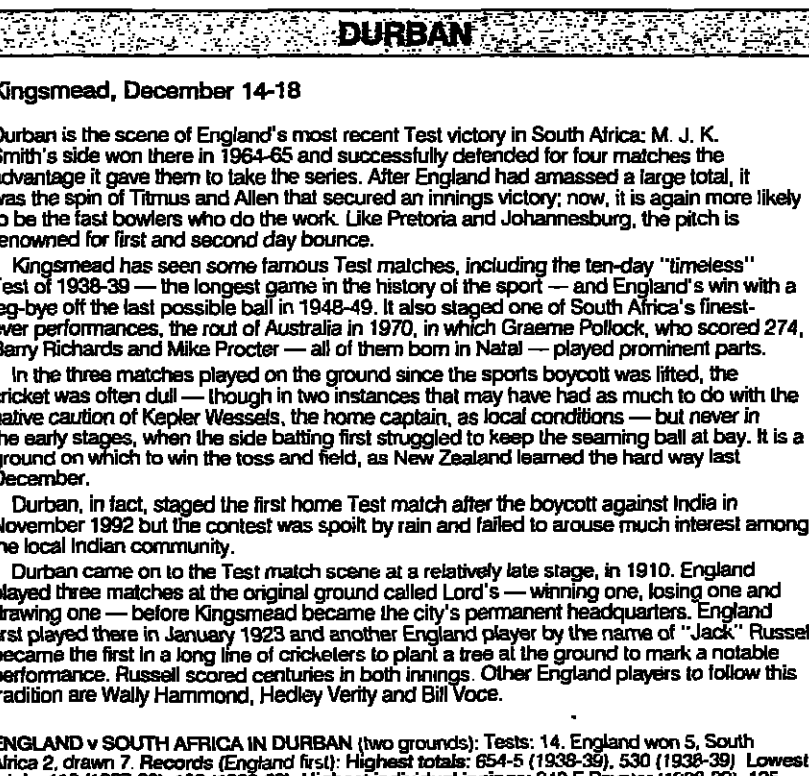 DURBAN
Kingsmead, December 14-18
Durban is the scene of England's most recent Test victory in South Africa: M. J. K.
Smith's side won there in 1964-65 and successfully defended for four matches the
advantage it gave them to take the series. After England had amassed a large total, it
was the spin of Titmus and Allen that secured an innings victory; now, it is again more likely
to be the fast bowlers who do the work. Like Pretoria and Johannesburg, the pitch is
renowned for first and second day bounce.
Kingsmead has seen some famous Test matches, including the ten-day "timeless"
Test of 1938-39 — the longest game in the history of the sport — and England's win with a
leg-bye off the last possible ball in 1948-49. It also staged one of South Africa's finest-
ever performances, the rout of Australia in 1970, in which Graeme Pollock, who scored 274,
Barry Richards and Mike Procter — all of them born in Natal — played prominent parts.
In the three matches played on the ground since the sports boycott was lifted, the
cricket was often dull — though in two instances that may have had as much to do with the
native caution of Kepler Wessels, the home captain, as local conditions — but never in
the early stages, when the side batting first struggled to keep the seaming ball at bay. It is a
ground on which to win the toss and field, as New Zealand learned the hard way last
December.
Durban, in fact, staged the first home Test match after the boycott against India in
November 1992 but the contest was spoilt by rain and failed to arouse much interest among
the local Indian community.
Durban came on to the Test match scene at a relatively late stage, in 1910. England
played three matches at the original ground called Lord's — winning one, losing one and
drawing one — before Kingsmead became the city's permanent headquarters. England
first played there in January 1923 and another England player by the name of "Jack" Russell
became the first in a long line of cricketers to plant a tree at the ground to mark a notable
performance. Russell scored centuries in both innings. Other England players to follow this
tradition are Wally Hammond, Hedley Verity and Bill Voce.
ENGLAND v SOUTH AFRICA IN DURBAN (two grounds): Tests: 14. England won 5, South
Africa 2, drawn 7. Records (England first): Highest totals: 654-5 (1938-39), 530 (1938-39) Lowest